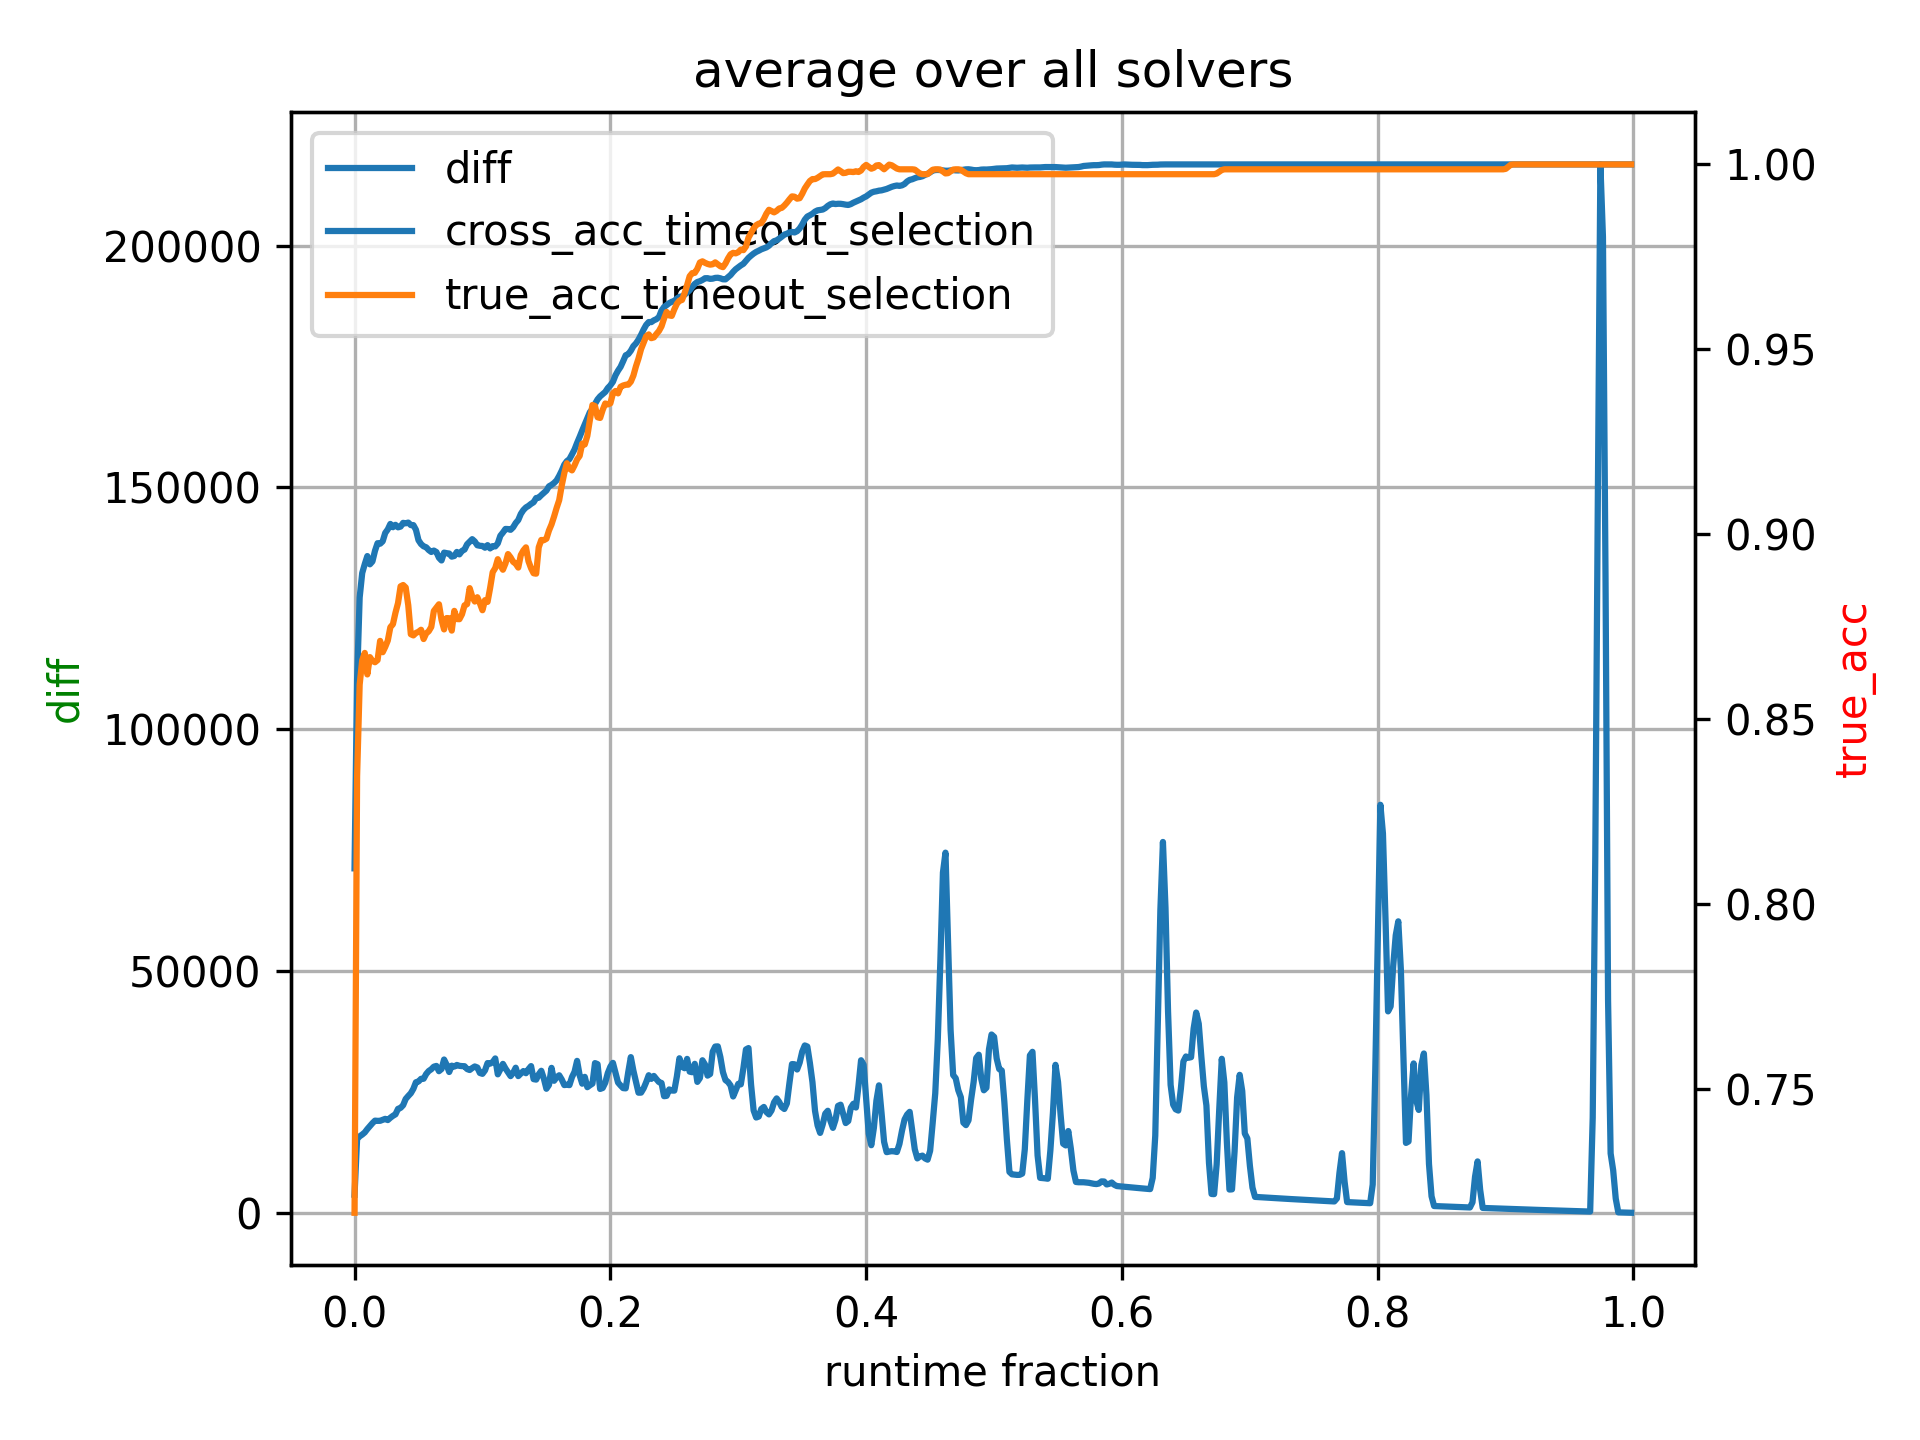 average over all solvers
diff
cross_acc_timeout_selection
true_acc_timeout_selection
200000
150000
100000
50000
0
diff
1.00
0.95
0.90
0.85
0.80
0.75
true_acc
0.0 0.2 0.4 0.6 0.8 1.0
runtime fraction